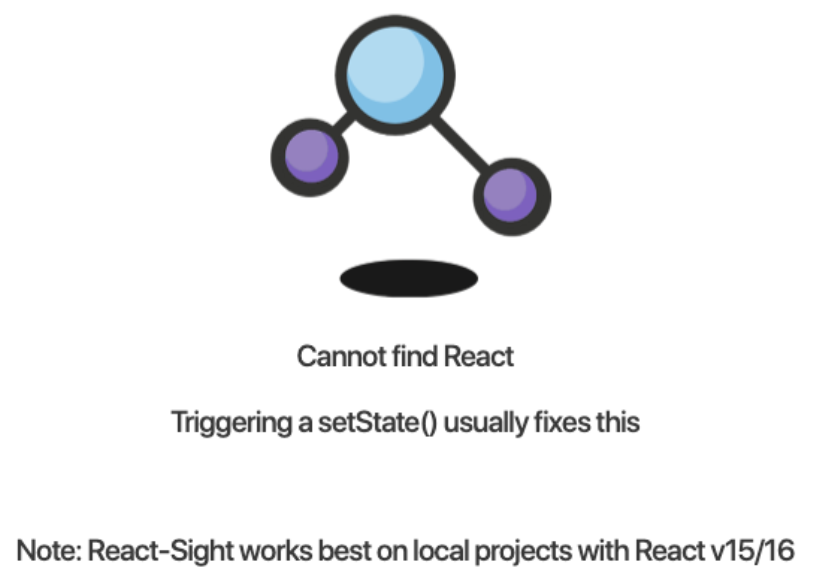 Cannot find React
Triggering a setState() usually fixes this
Note: React-Sight works best on local projects with React v15/16